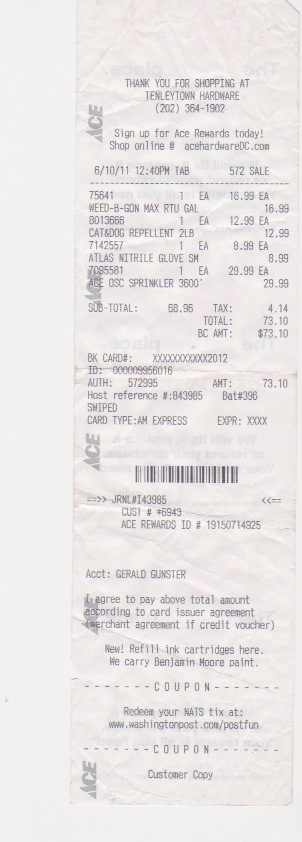 THANK YOU FOR SHOPPING AT
TENLEYTOWN HARDWARE
(202) 364-1902
ACE
Sign up for Ace Rewards today!
Shop online @ acehardwareDC.com
6/10/11 12:40PM TAB 572 SALE
75641 1 EA 16.99 EA
WEED-B-GON MAX RTU GAL 16.99
8013666 1 EA 12.99 EA
CAT&DOG REPELLENT 2LB 12.99
7142557 1 EA 8.99 EA
ATLAS NITRILE GLOVE SM 8.99
7095581 1 EA 29.99 EA
ACE OSC SPRINKLER 3600' 29.99
SUB-TOTAL: 68.96 TAX: 4.14
TOTAL: 73.10
BC AMT: $73.10
BK CARD#: XXXXXXXXXXX2012
ID: 000009956016
AUTH: 572995 AMT: 73.10
Host reference #:843985 Bat#396
SWIPED
CARD TYPE:AM EXPRESS EXPR: XXXX
ACE
==>> JRNL#I43985 <<==
CUST # *6943
ACE REWARDS ID # 19150714925
Acct: GERALD GUNSTER
I agree to pay above total amount
according to card issuer agreement
(merchant agreement if credit voucher)
ACE
New! Refill ink cartridges here.
We carry Benjamin Moore paint.
- - - - - - - C O U P O N - - - - - - -
Redeem your NATS tix at:
www.washingtonpost.com/postfun
- - - - - - - C O U P O N - - - - - - -
ACE
Customer Copy